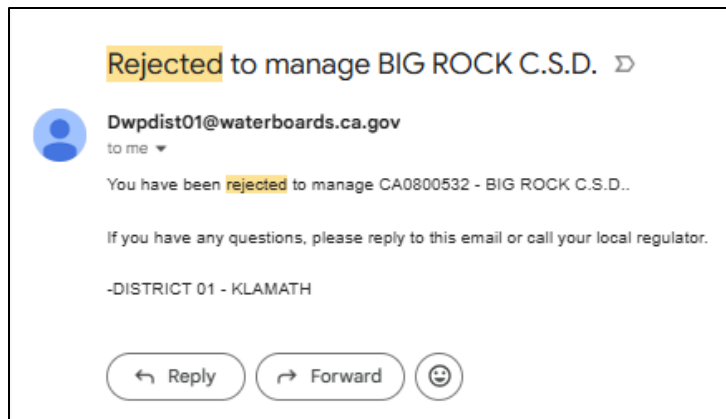 Rejected to manage BIG ROCK C.S.D.
Dwpdist01@waterboards.ca.gov
to me
You have been rejected to manage CA0800532 - BIG ROCK C.S.D..
If you have any questions, please reply to this email or call your local regulator.
-DISTRICT 01 - KLAMATH
Reply
Forward